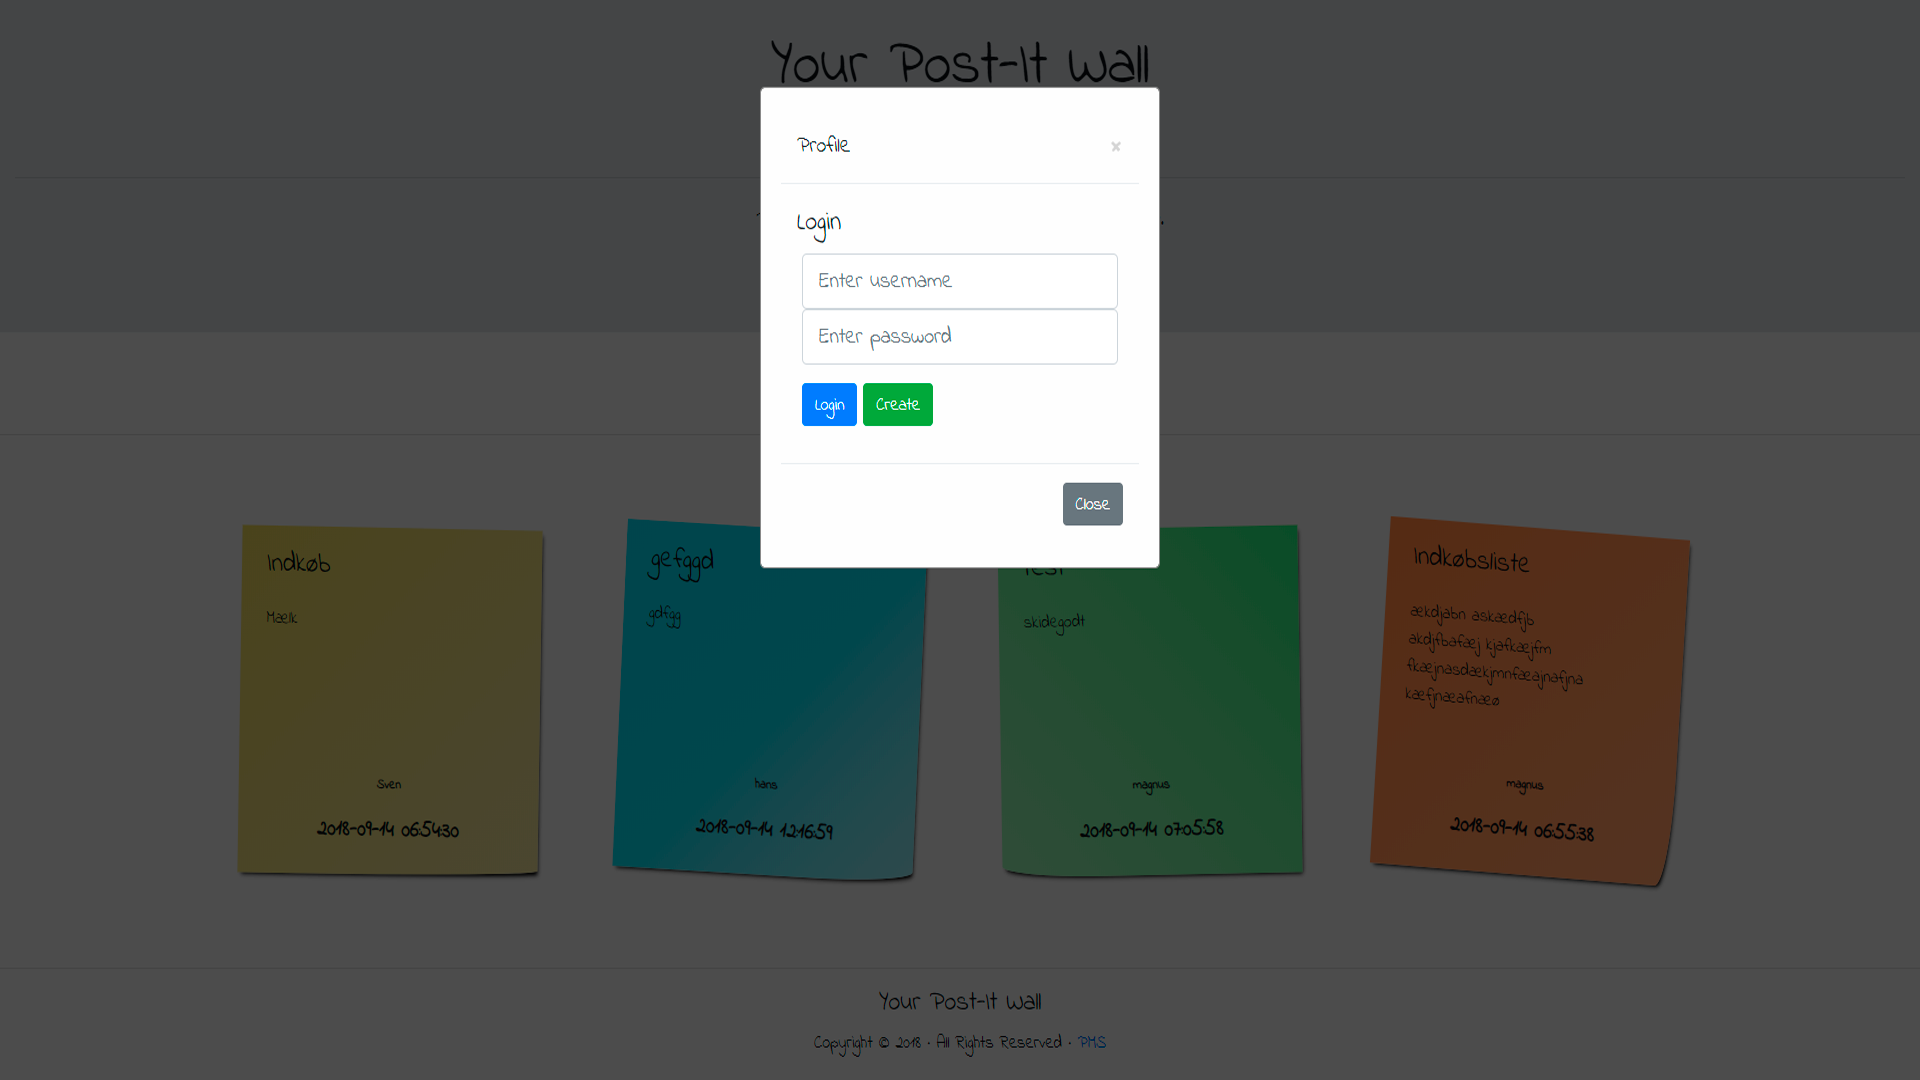 Your Post-It Wall
Profile
×
Login
Enter username
Enter password
Login Create
Close
Indkøb
Mælk
Sven
2018-09-14 06:54:30
gefggd
gdfgg
hans
2018-09-14 12:16:59
skidegodt
magnus
2018-09-14 07:05:58
Indkøbsliste
ækdjabn askædfjb
akdjfbafæj kjafkæjfm
fkæjnasdækjmnfæajnafjna
kæfjnæafnæø
magnus
2018-09-14 06:55:38
Your Post-It Wall
Copyright © 2018 · All Rights Reserved · PMS